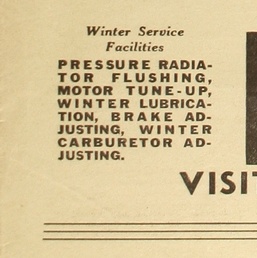 Winter Service
Facilities
PRESSURE RADIA-
TOR FLUSHING,
MOTOR TUNE-UP,
WINTER LUBRICA-
TION, BRAKE AD-
JUSTING, WINTER
CARBURETOR AD-
JUSTING.
VISIT